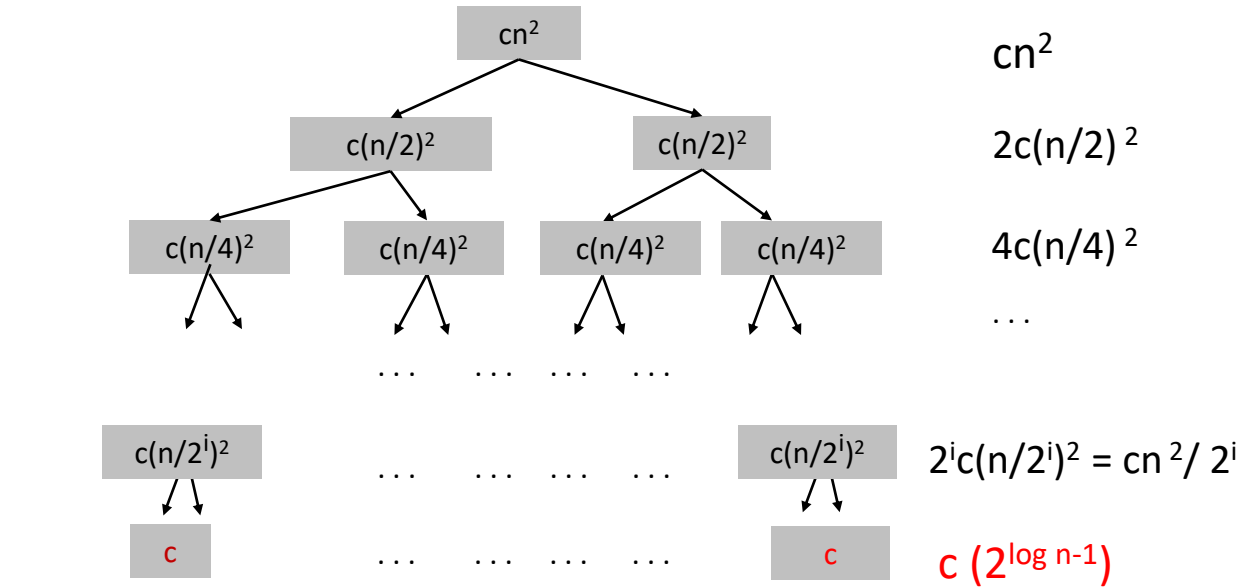 cn² cn²
c(n/2)² c(n/2)² 2c(n/2) ²
c(n/4)² c(n/4)² c(n/4)² c(n/4)² 4c(n/4) ²
. . .
. . . . . . . . . . . .
c(n/2ⁱ)² . . . . . . . . . . . . c(n/2ⁱ)² 2ⁱc(n/2ⁱ)² = cn ²/ 2ⁱ
c . . . . . . . . . . . . c c (2^{log n-1})